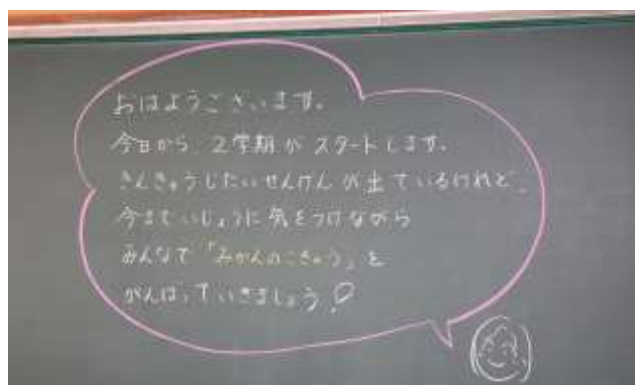 おはようございます。
今日から、2学期がスタートします。
きんきゅうじたいせんげんが出ているけれど、
今までいじょうに気をつけながら
みんなで「みかんのこきゅう」を
がんばっていきましょう!